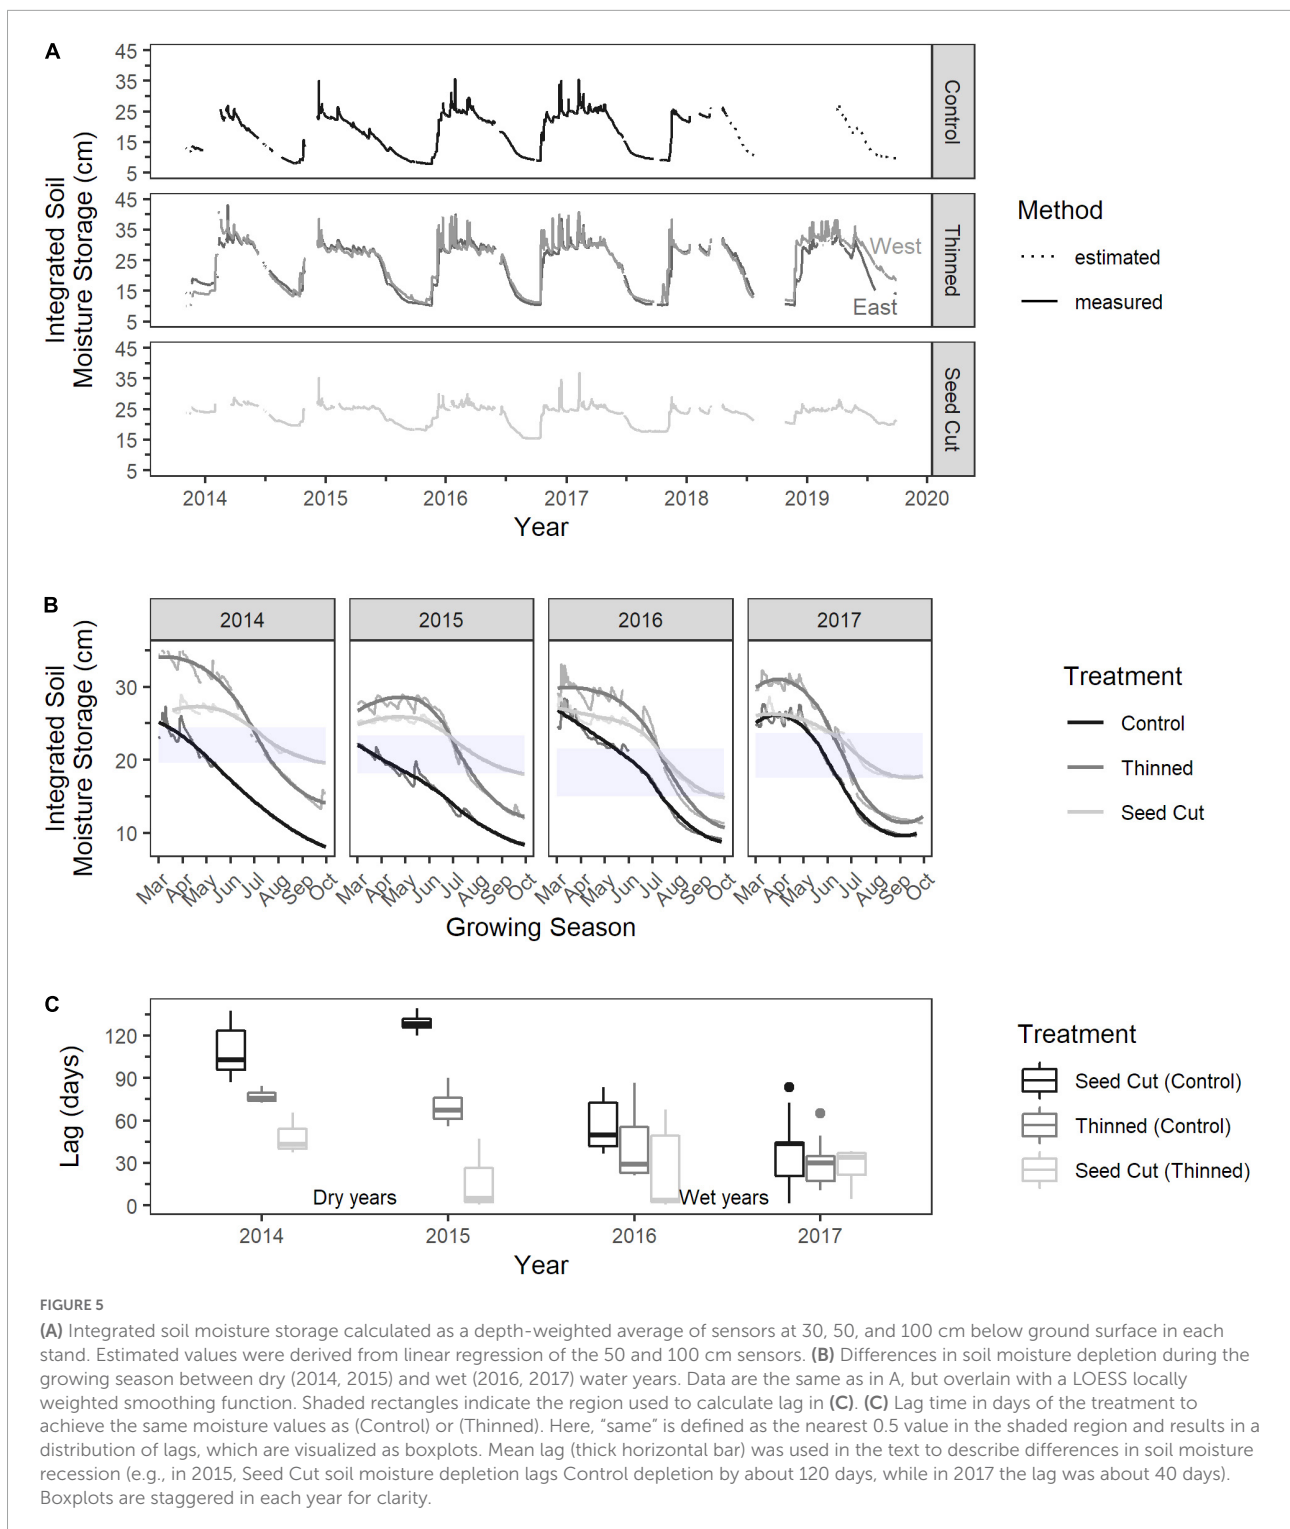 A
Integrated Soil
Moisture Storage (cm)
45
35
25
15
5
Control
45
35
25
15
5
West
East
Thinned
45
35
25
15
5
Seed Cut
2014 2015 2016 2017 2018 2019 2020
Year
Method
estimated
measured
B
Integrated Soil
Moisture Storage (cm)
2014 2015 2016 2017
30
20
10
Mar Apr May Jun Jul Aug Sep Oct Mar Apr May Jun Jul Aug Sep Oct Mar Apr May Jun Jul Aug Sep Oct Mar Apr May Jun Jul Aug Sep Oct
Growing Season
Treatment
Control
Thinned
Seed Cut
C
Lag (days)
120
90
60
30
0
Dry years
Wet years
2014 2015 2016 2017
Year
Treatment
Seed Cut (Control)
Thinned (Control)
Seed Cut (Thinned)
FIGURE 5
(A) Integrated soil moisture storage calculated as a depth-weighted average of sensors at 30, 50, and 100 cm below ground surface in each
stand. Estimated values were derived from linear regression of the 50 and 100 cm sensors. (B) Differences in soil moisture depletion during the
growing season between dry (2014, 2015) and wet (2016, 2017) water years. Data are the same as in A, but overlain with a LOESS locally
weighted smoothing function. Shaded rectangles indicate the region used to calculate lag in (C). (C) Lag time in days of the treatment to
achieve the same moisture values as (Control) or (Thinned). Here, “same” is defined as the nearest 0.5 value in the shaded region and results in a
distribution of lags, which are visualized as boxplots. Mean lag (thick horizontal bar) was used in the text to describe differences in soil moisture
recession (e.g., in 2015, Seed Cut soil moisture depletion lags Control depletion by about 120 days, while in 2017 the lag was about 40 days).
Boxplots are staggered in each year for clarity.